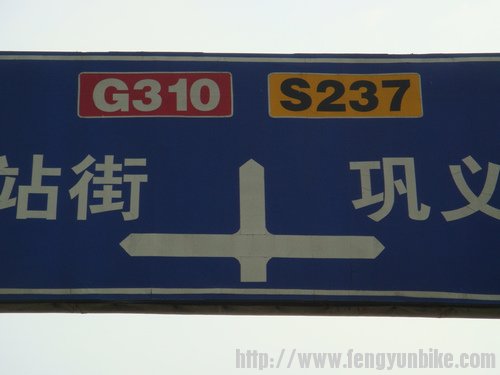 G310 S237
站街 巩义
http://www.fengyunbike.com